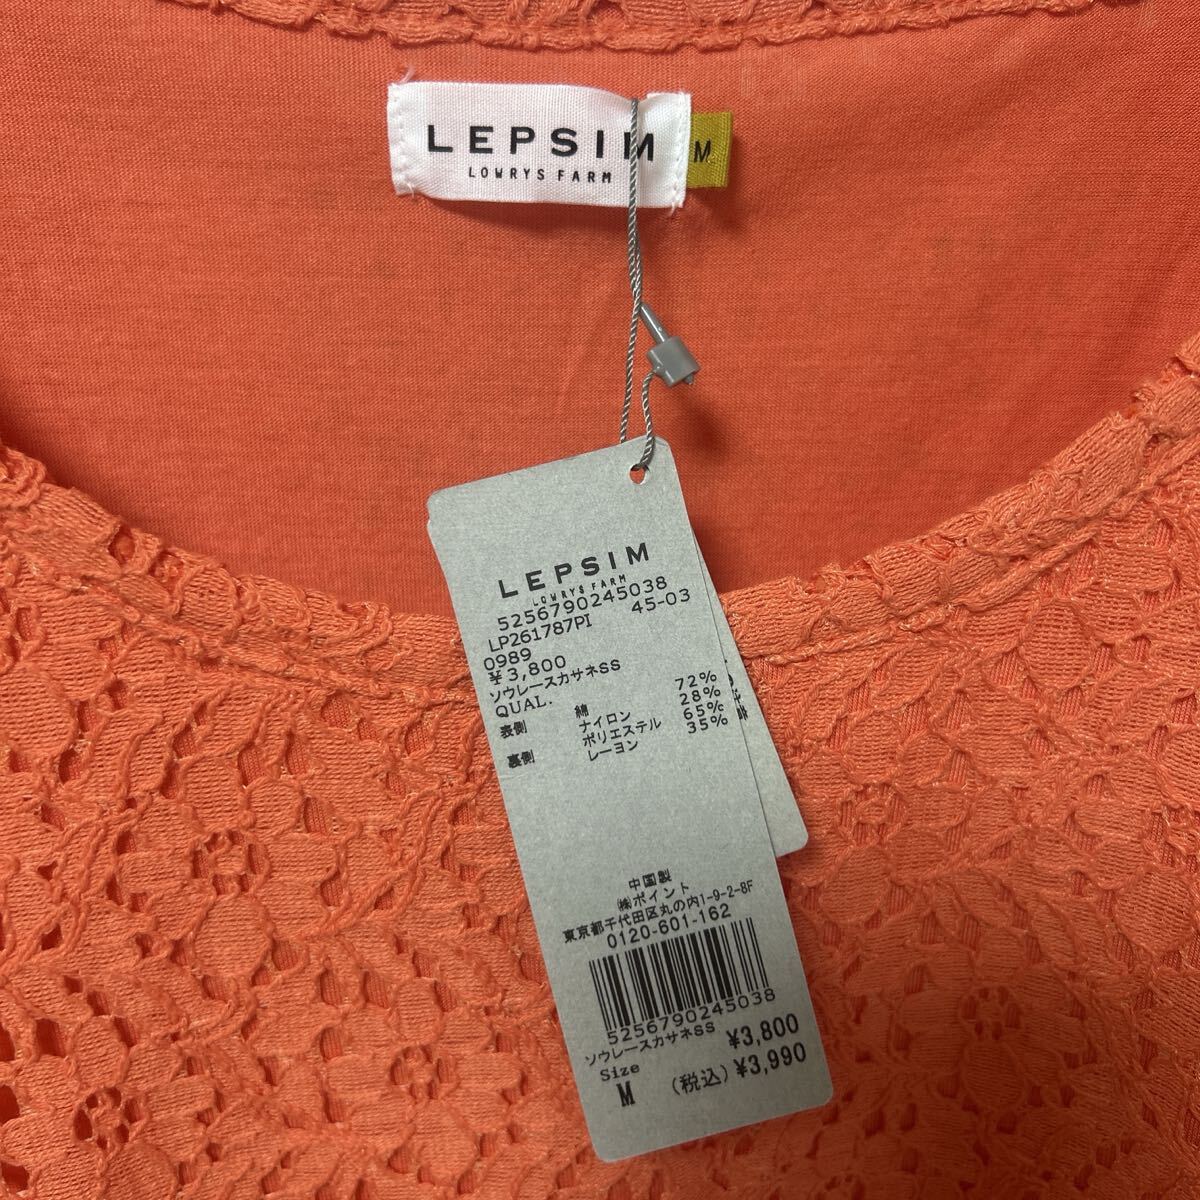 LEPSIM
LOWRYS FARM
M
LEPSIM
LOWRYS FARM
5256790245038
LP261787PI 45-03
0989
¥3,800
ソウレースカサネSS
QUAL.
表側 綿 72%
ナイロン 28%
裏側 ポリエステル 65%
レーヨン 35%
中国製
㈱ポイント
東京都千代田区丸の内1-9-2-8F
0120-601-162
5256790245038
ソウレースカサネSS ¥3,800
Size
M (税込) ¥3,990